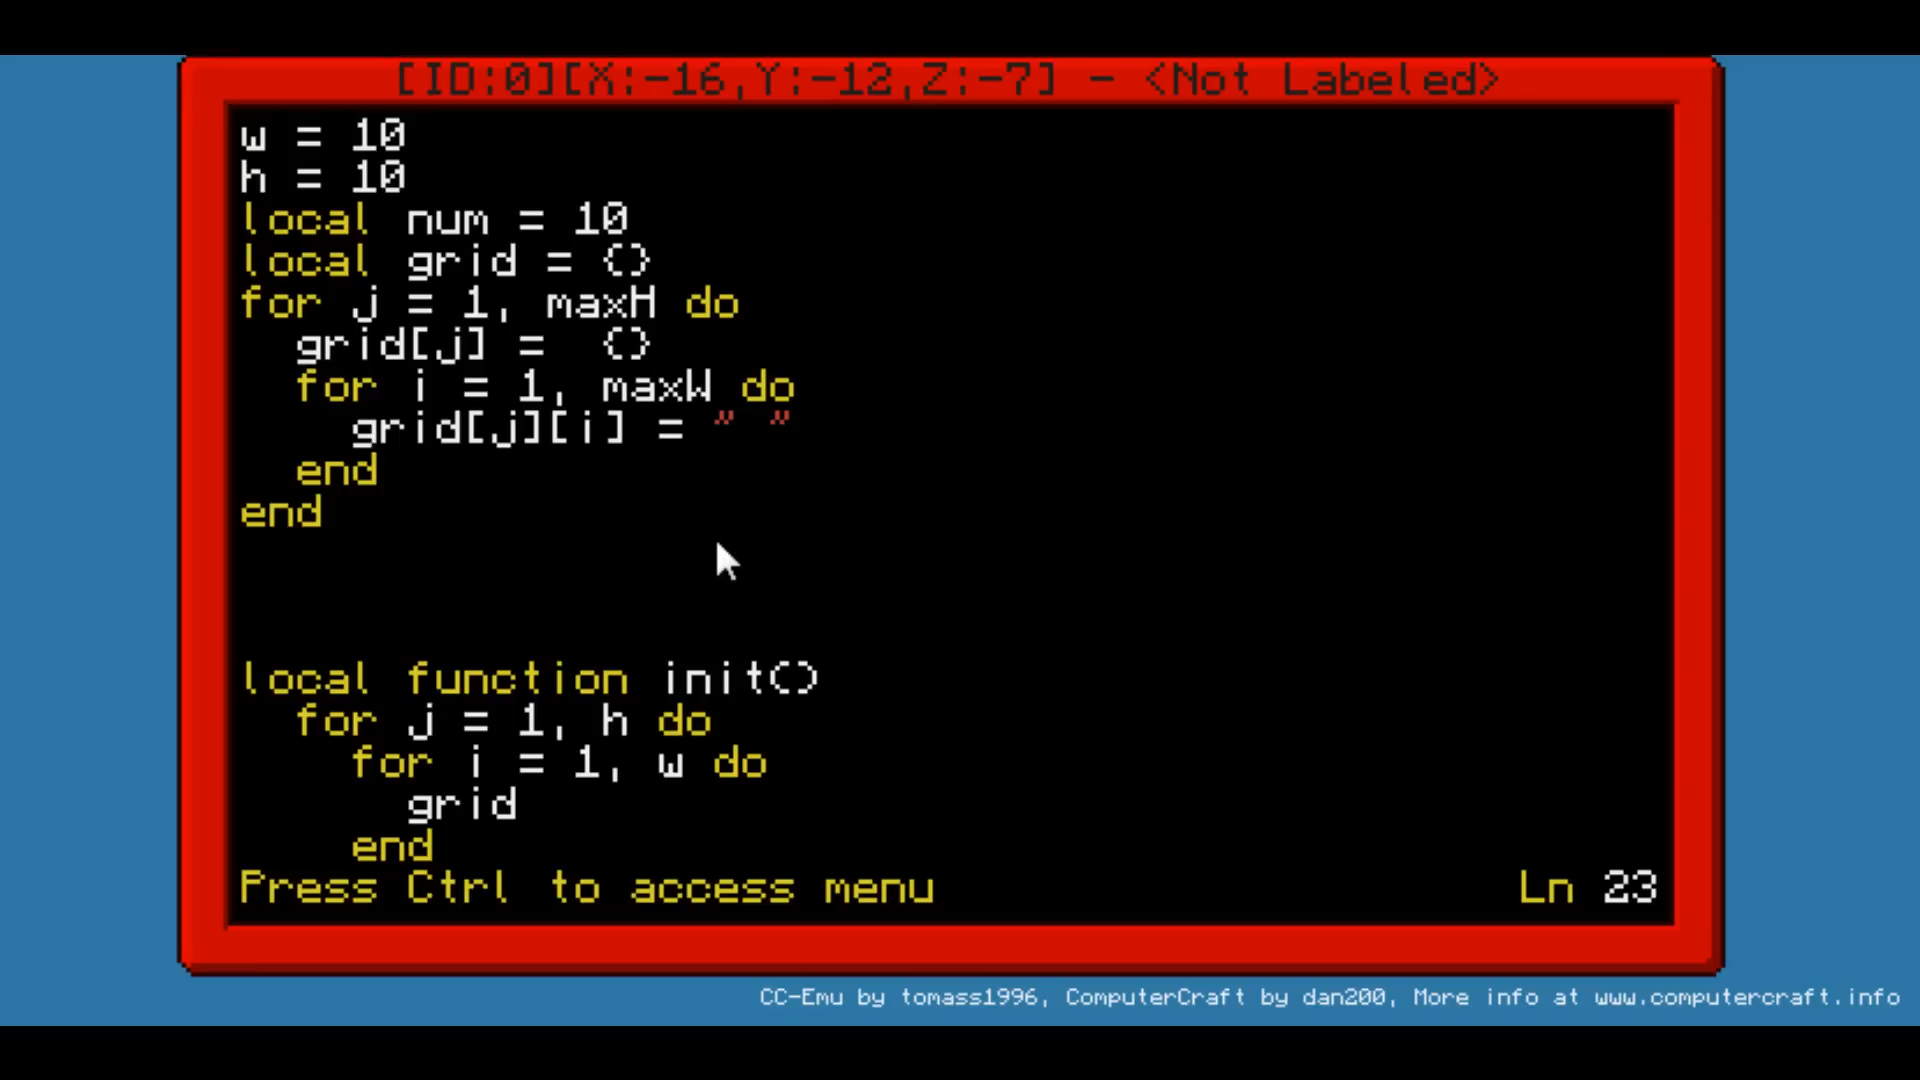 [ID:0][X:-16,Y:-12,Z:-7] - <Not Labeled>
w = 10
h = 10
local num = 10
local grid = {}
for j = 1, maxH do
  grid[j] =  {}
  for i = 1, maxW do
    grid[j][i] = " "
  end
end
local function init()
  for j = 1, h do
    for i = 1, w do
      grid
    end
Press Ctrl to access menu
Ln 23
CC-Emu by tomass1996, ComputerCraft by dan200, More info at www.computercraft.info